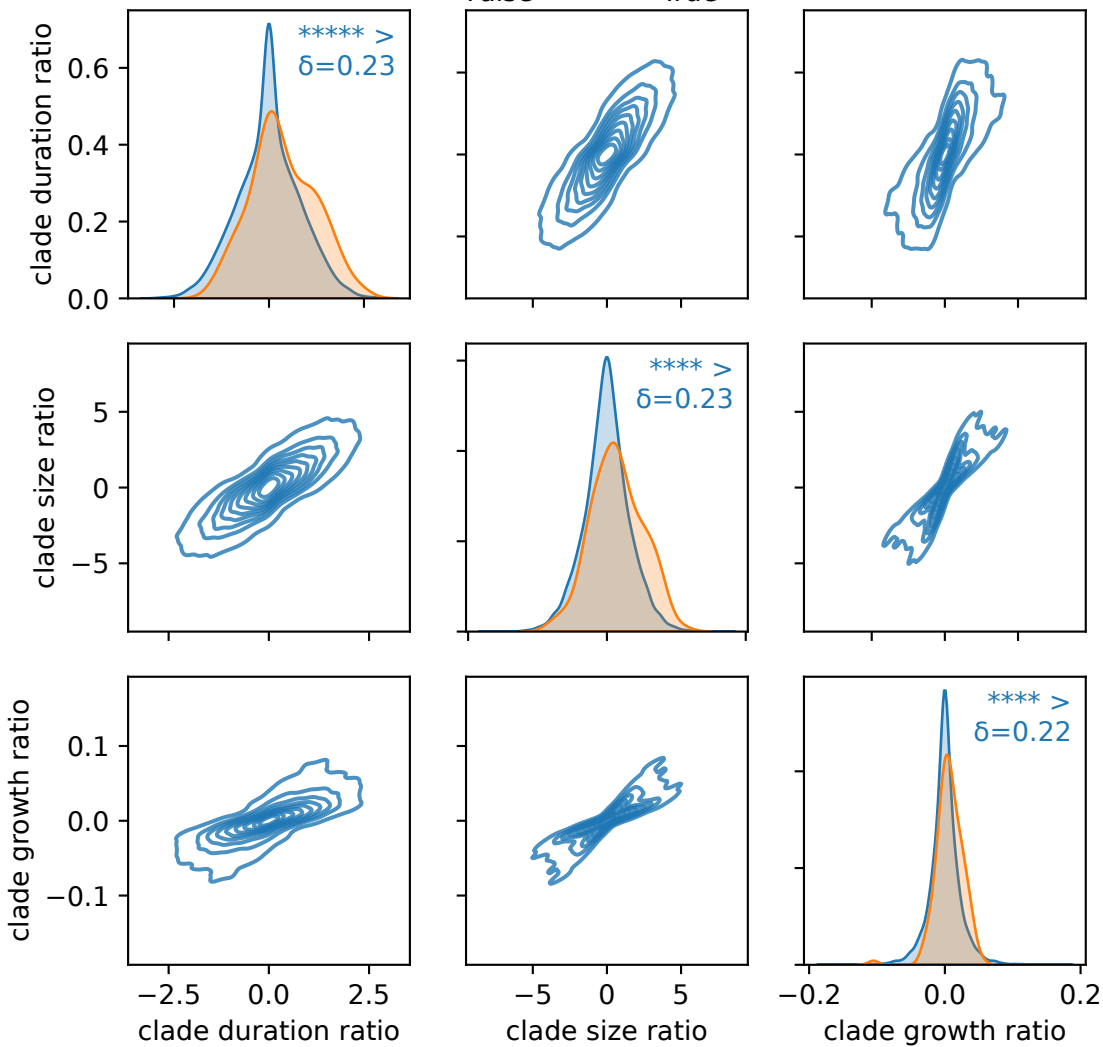 clade duration ratio
0.6
0.4
0.2
0.0
***** >
δ=0.23
clade size ratio
5
0
−5
**** >
δ=0.23
clade growth ratio
0.1
0.0
−0.1
**** >
δ=0.22
−2.5 0.0 2.5
−5 0 5
−0.2 0.0 0.2
clade duration ratio
clade size ratio
clade growth ratio